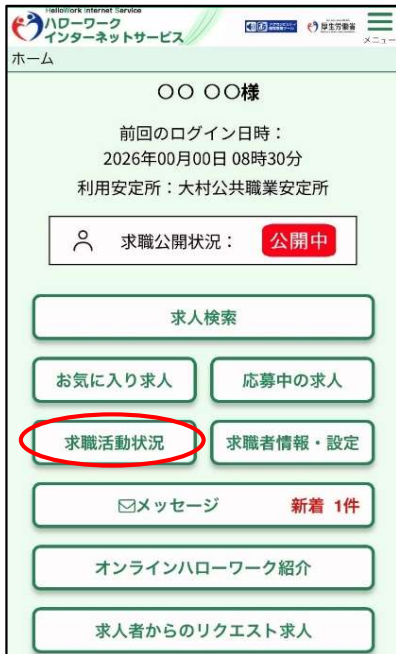 HelloWork Internet Service
ハローワーク
インターネットサービス
厚生労働省
メニュー
ホーム
○○ ○○様
前回のログイン日時：
2026年00月00日 08時30分
利用安定所：大村公共職業安定所
求職公開状況： 公開中
求人検索
お気に入り求人 応募中の求人
求職活動状況 求職者情報・設定
メッセージ 新着 1件
オンラインハローワーク紹介
求人者からのリクエスト求人